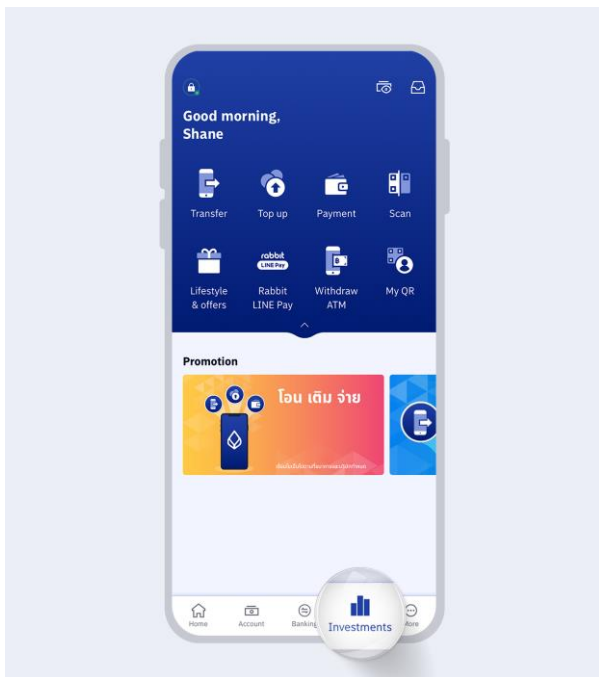 Good morning,
Shane
Transfer
Top up
Payment
Scan
rabbit
LINE Pay
Lifestyle
& offers
Rabbit
LINE Pay
Withdraw
ATM
My QR
Promotion
โอน เติม จ่าย
Home
Account
Banking
Investments
More